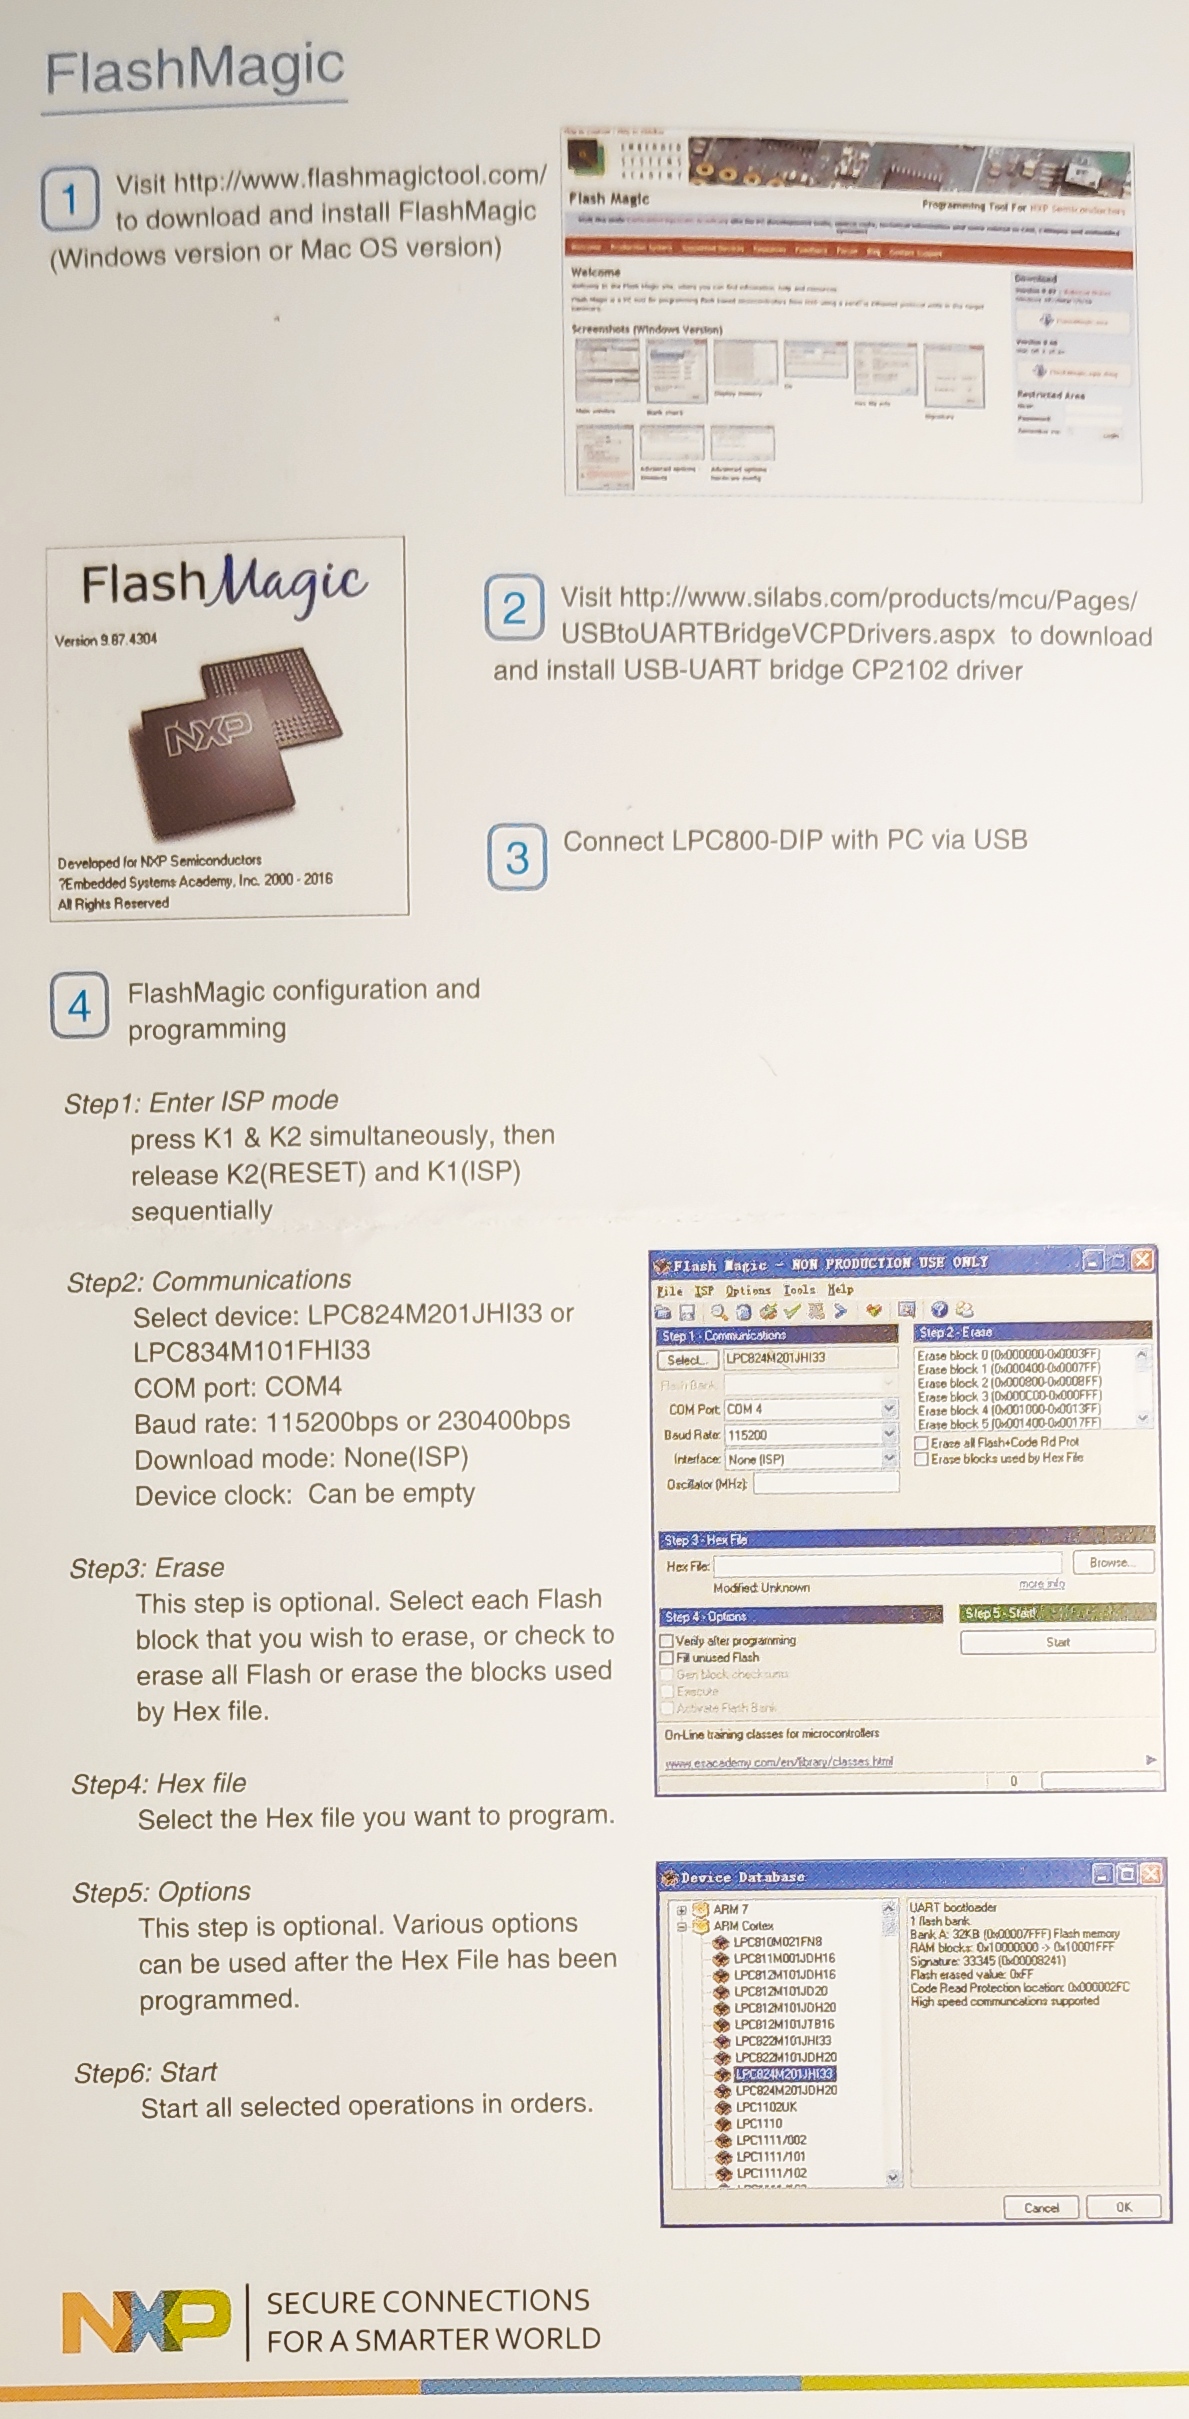 FlashMagic
1
Visit http://www.flashmagictool.com/
to download and install FlashMagic
(Windows version or Mac OS version)
EMBEDDED
SYSTEMS
ACADEMY
Flash Magic
Programming Tool For NXP Semiconductors
Welcome
Screenshots (Windows Version)
Download
Restricted Area
FlashMagic
Version 9.87.4304
NXP
Developed for NXP Semiconductors
?Embedded Systems Academy, Inc. 2000 - 2016
All Rights Reserved
2
Visit http://www.silabs.com/products/mcu/Pages/
USBtoUARTBridgeVCPDrivers.aspx to download
and install USB-UART bridge CP2102 driver
3
Connect LPC800-DIP with PC via USB
4
FlashMagic configuration and
programming
Step1: Enter ISP mode
press K1 & K2 simultaneously, then
release K2(RESET) and K1(ISP)
sequentially
Step2: Communications
Select device: LPC824M201JHI33 or
LPC834M101FHI33
COM port: COM4
Baud rate: 115200bps or 230400bps
Download mode: None(ISP)
Device clock: Can be empty
Step3: Erase
This step is optional. Select each Flash
block that you wish to erase, or check to
erase all Flash or erase the blocks used
by Hex file.
Step4: Hex file
Select the Hex file you want to program.
Step5: Options
This step is optional. Various options
can be used after the Hex File has been
programmed.
Step6: Start
Start all selected operations in orders.
Flash Magic - NON PRODUCTION USE ONLY
File ISP Options Tools Help
Step 1 - Communications
Select... LPC824M201JHI33
Flash Bank:
COM Port: COM 4
Baud Rate: 115200
Interface: None (ISP)
Oscillator (MHz):
Step 2 - Erase
Erase block 0 (0x000000-0x0003FF)
Erase block 1 (0x000400-0x0007FF)
Erase block 2 (0x000800-0x000BFF)
Erase block 3 (0x000C00-0x000FFF)
Erase block 4 (0x001000-0x0013FF)
Erase block 5 (0x001400-0x0017FF)
Erase all Flash+Code Rd Prot
Erase blocks used by Hex File
Step 3 - Hex File
Hex File: Browse...
Modified: Unknown more info
Step 4 - Options
Verify after programming
Fill unused Flash
Gen block checksums
Execute
Activate Flash Bank
Step 5 - Start!
Start
On-Line training classes for microcontrollers
www.esacademy.com/en/library/classes.html
0
Device Database
ARM 7
ARM Cortex
LPC810M021FN8
LPC811M001JDH16
LPC812M101JDH16
LPC812M101JD20
LPC812M101JDH20
LPC812M101JTB16
LPC822M101JHI33
LPC822M101JDH20
LPC824M201JHI33
LPC824M201JDH20
LPC1102UK
LPC1110
LPC1111/002
LPC1111/101
LPC1111/102
UART bootloader
1 flash bank
Bank A: 32KB (0x00007FFF) Flash memory
RAM blocks: 0x10000000 -> 0x10001FFF
Signature: 33345 (0x00008241)
Flash erased value: 0xFF
Code Read Protection location: 0x000002FC
High speed communcations supported
Cancel OK
NXP
SECURE CONNECTIONS
FOR A SMARTER WORLD